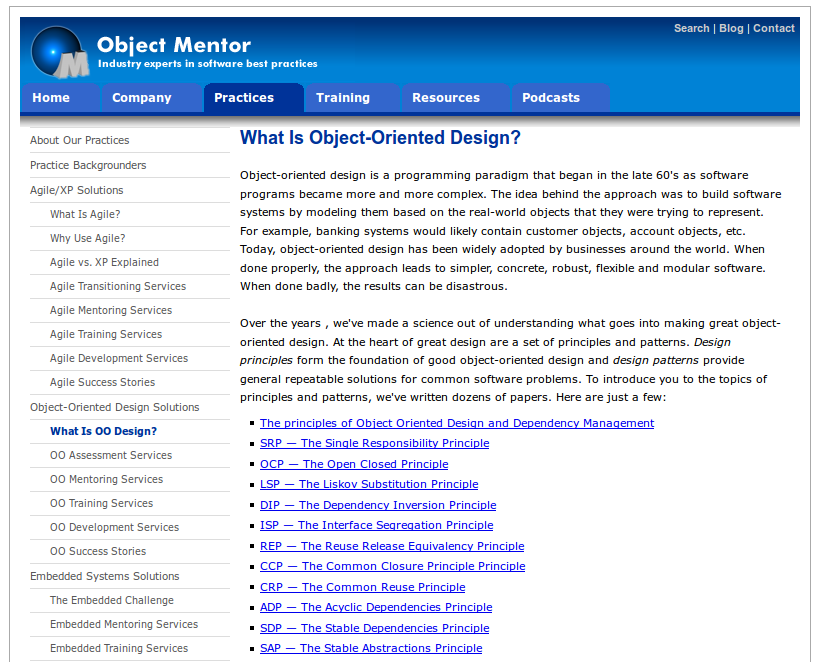 Search | Blog | Contact
Object Mentor
Industry experts in software best practices
Home
Company
Practices
Training
Resources
Podcasts
About Our Practices
Practice Backgrounders
Agile/XP Solutions
What Is Agile?
Why Use Agile?
Agile vs. XP Explained
Agile Transitioning Services
Agile Mentoring Services
Agile Training Services
Agile Development Services
Agile Success Stories
Object-Oriented Design Solutions
What Is OO Design?
OO Assessment Services
OO Mentoring Services
OO Training Services
OO Development Services
OO Success Stories
Embedded Systems Solutions
The Embedded Challenge
Embedded Mentoring Services
Embedded Training Services
What Is Object-Oriented Design?
Object-oriented design is a programming paradigm that began in the late 60's as software
programs became more and more complex. The idea behind the approach was to build software
systems by modeling them based on the real-world objects that they were trying to represent.
For example, banking systems would likely contain customer objects, account objects, etc.
Today, object-oriented design has been widely adopted by businesses around the world. When
done properly, the approach leads to simpler, concrete, robust, flexible and modular software.
When done badly, the results can be disastrous.
Over the years , we've made a science out of understanding what goes into making great object-
oriented design. At the heart of great design are a set of principles and patterns. Design
principles form the foundation of good object-oriented design and design patterns provide
general repeatable solutions for common software problems. To introduce you to the topics of
principles and patterns, we've written dozens of papers. Here are just a few:
The principles of Object Oriented Design and Dependency Management
SRP — The Single Responsibility Principle
OCP — The Open Closed Principle
LSP — The Liskov Substitution Principle
DIP — The Dependency Inversion Principle
ISP — The Interface Segregation Principle
REP — The Reuse Release Equivalency Principle
CCP — The Common Closure Principle Principle
CRP — The Common Reuse Principle
ADP — The Acyclic Dependencies Principle
SDP — The Stable Dependencies Principle
SAP — The Stable Abstractions Principle